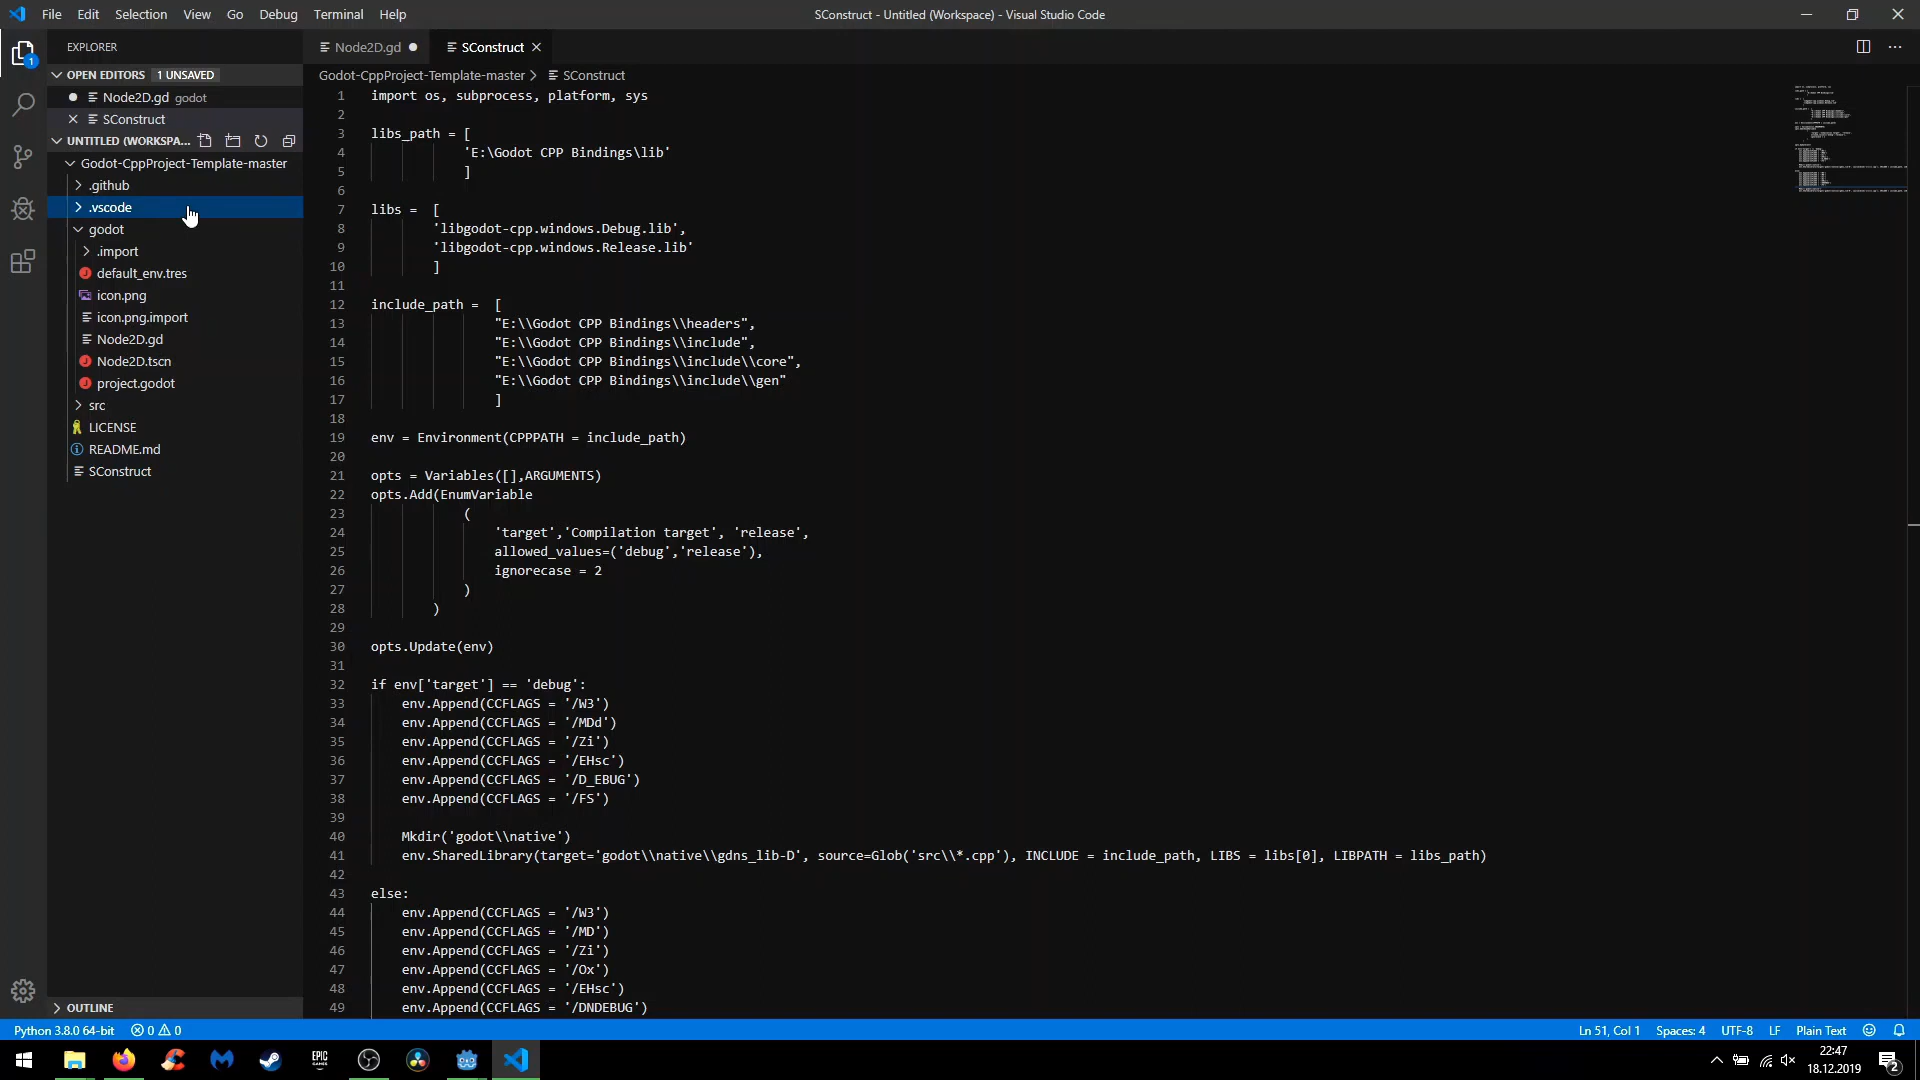 File Edit Selection View Go Debug Terminal Help
SConstruct - Untitled (Workspace) - Visual Studio Code
EXPLORER
Node2D.gd
SConstruct
OPEN EDITORS 1 UNSAVED
Node2D.gd godot
SConstruct
UNTITLED (WORKSPA...
Godot-CppProject-Template-master
.github
.vscode
godot
.import
default_env.tres
icon.png
icon.png.import
Node2D.gd
Node2D.tscn
project.godot
src
LICENSE
README.md
SConstruct
OUTLINE
1
Godot-CppProject-Template-master > SConstruct
1 import os, subprocess, platform, sys
2
3 libs_path = [
4 'E:\Godot CPP Bindings\lib'
5 ]
6
7 libs = [
8 'libgodot-cpp.windows.Debug.lib',
9 'libgodot-cpp.windows.Release.lib'
10 ]
11
12 include_path = [
13 "E:\\Godot CPP Bindings\\headers",
14 "E:\\Godot CPP Bindings\\include",
15 "E:\\Godot CPP Bindings\\include\\core",
16 "E:\\Godot CPP Bindings\\include\\gen"
17 ]
18
19 env = Environment(CPPPATH = include_path)
20
21 opts = Variables([],ARGUMENTS)
22 opts.Add(EnumVariable
23 (
24 'target','Compilation target', 'release',
25 allowed_values=('debug','release'),
26 ignorecase = 2
27 )
28 )
29
30 opts.Update(env)
31
32 if env['target'] == 'debug':
33 env.Append(CCFLAGS = '/W3')
34 env.Append(CCFLAGS = '/MDd')
35 env.Append(CCFLAGS = '/Zi')
36 env.Append(CCFLAGS = '/EHsc')
37 env.Append(CCFLAGS = '/D_EBUG')
38 env.Append(CCFLAGS = '/FS')
39
40 Mkdir('godot\\native')
41 env.SharedLibrary(target='godot\\native\\gdns_lib-D', source=Glob('src\\*.cpp'), INCLUDE = include_path, LIBS = libs[0], LIBPATH = libs_path)
42
43 else:
44 env.Append(CCFLAGS = '/W3')
45 env.Append(CCFLAGS = '/MD')
46 env.Append(CCFLAGS = '/Zi')
47 env.Append(CCFLAGS = '/Ox')
48 env.Append(CCFLAGS = '/EHsc')
49 env.Append(CCFLAGS = '/DNDEBUG')
Python 3.8.0 64-bit 0 0
Ln 51, Col 1 Spaces: 4 UTF-8 LF Plain Text
EPIC
GAMES
22:47
18.12.2019
2